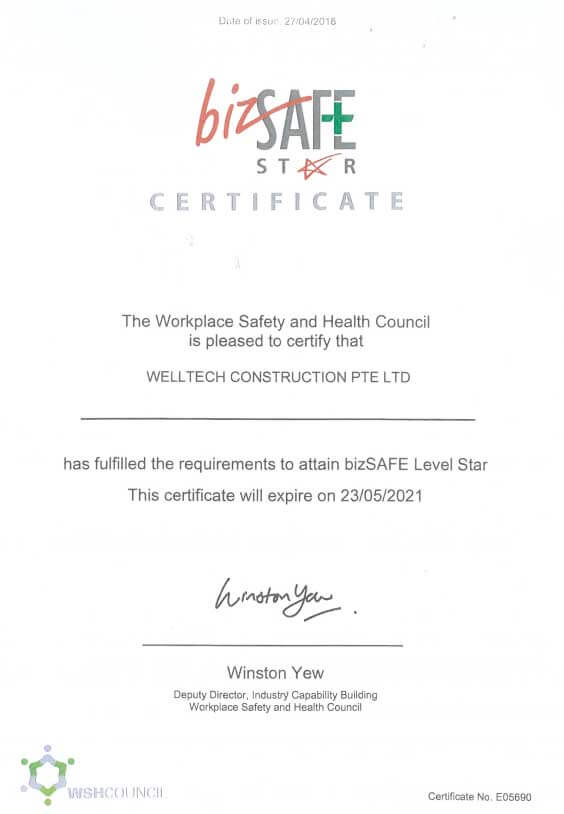 Date of issue: 27/04/2018
bizSAFE
STAR
CERTIFICATE
The Workplace Safety and Health Council
is pleased to certify that
WELLTECH CONSTRUCTION PTE LTD
has fulfilled the requirements to attain bizSAFE Level Star
This certificate will expire on 23/05/2021
Winston Yew
Winston Yew
Deputy Director, Industry Capability Building
Workplace Safety and Health Council
WSHCOUNCIL
Certificate No. E05690